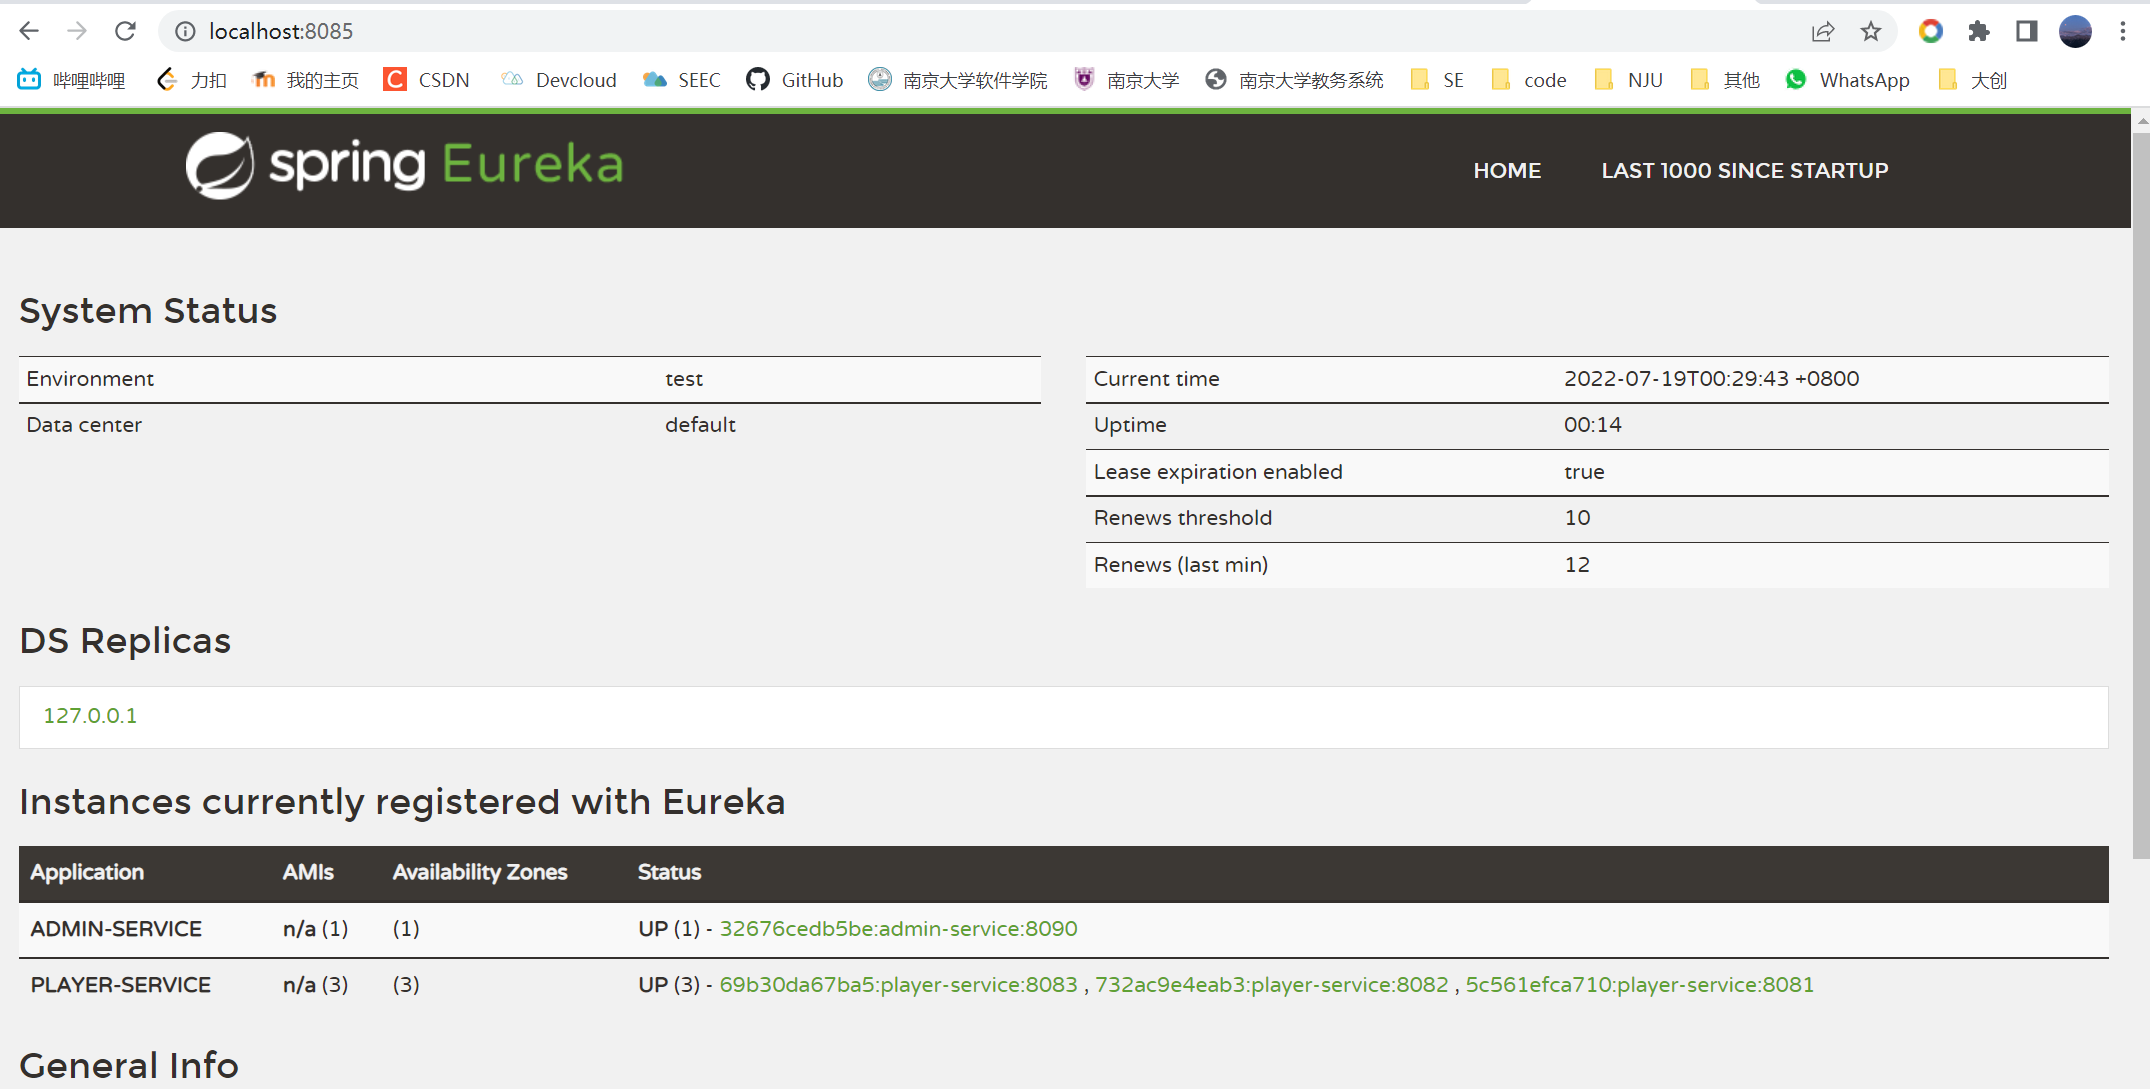 localhost:8085
哔哩哔哩 力扣 我的主页 CSDN Devcloud SEEC GitHub 南京大学软件学院 南京大学 南京大学教务系统 SE code NJU 其他 WhatsApp 大创
spring Eureka HOME LAST 1000 SINCE STARTUP
System Status
Environment test
Data center default
Current time 2022-07-19T00:29:43 +0800
Uptime 00:14
Lease expiration enabled true
Renews threshold 10
Renews (last min) 12
DS Replicas
127.0.0.1
Instances currently registered with Eureka
Application AMIs Availability Zones Status
ADMIN-SERVICE n/a (1) (1) UP (1) - 32676cedb5be:admin-service:8090
PLAYER-SERVICE n/a (3) (3) UP (3) - 69b30da67ba5:player-service:8083 , 732ac9e4eab3:player-service:8082 , 5c561efca710:player-service:8081
General Info